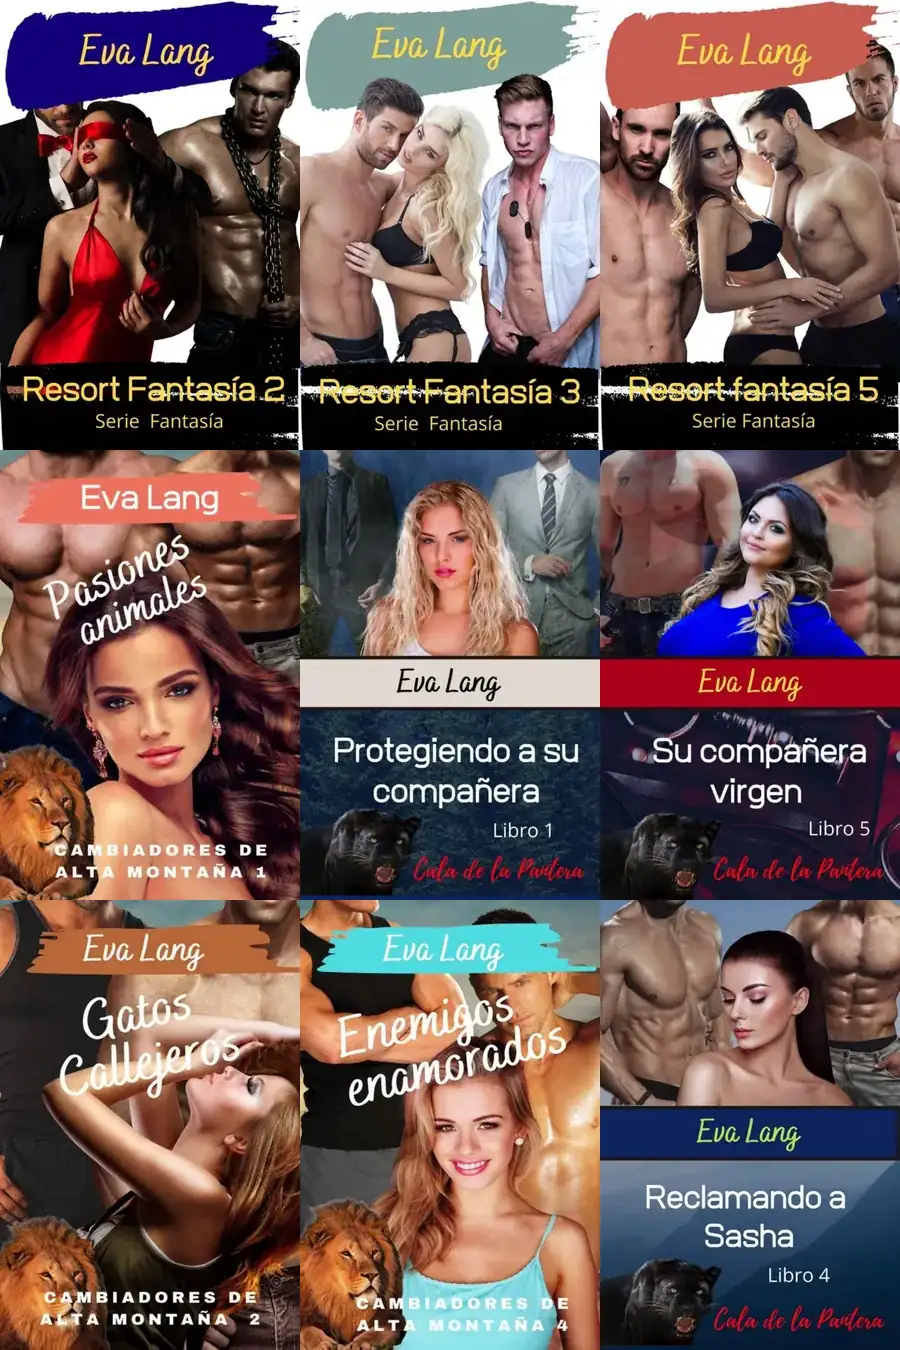 Eva Lang
Resort Fantasía 2
Serie Fantasía
Eva Lang
Resort Fantasía 3
Serie Fantasía
Eva Lang
Resort fantasía 5
Serie Fantasía
Eva Lang
Pasiones
animales
CAMBIADORES DE
ALTA MONTAÑA 1
Eva Lang
Protegiendo a su
compañera
Libro 1
Cala de la Pantera
Eva Lang
Su compañera
virgen
Libro 5
Cala de la Pantera
Eva Lang
Gatos
Callejeros
CAMBIADORES DE
ALTA MONTAÑA 2
Eva Lang
Enemigos
enamorados
CAMBIADORES DE
ALTA MONTAÑA 4
Eva Lang
Reclamando a
Sasha
Libro 4
Cala de la Pantera